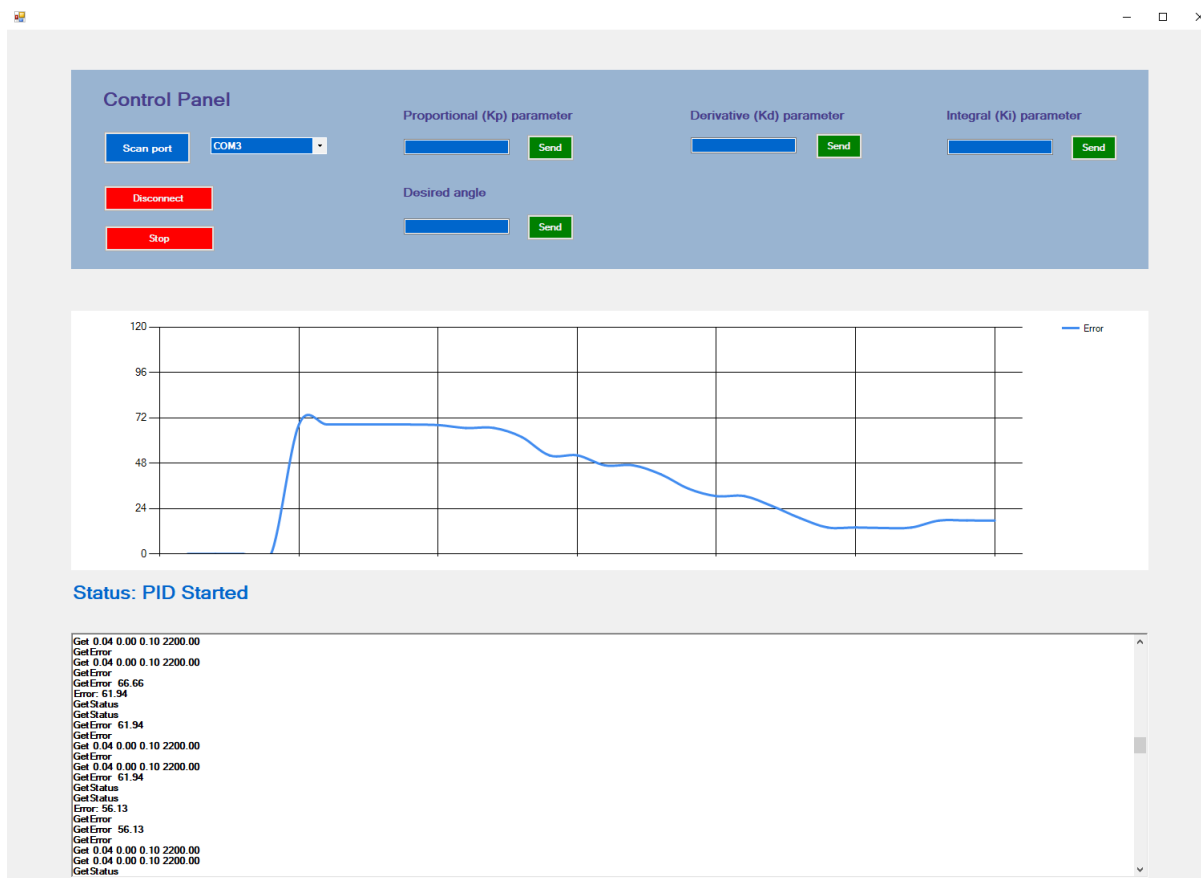 Control Panel
Scan port
COM3
Disconnect
Stop
Proportional (Kp) parameter
Send
Desired angle
Send
Derivative (Kd) parameter
Send
Integral (Ki) parameter
Send
120
96
72
48
24
0
Error
Status: PID Started
Get 0.04 0.00 0.10 2200.00
GetError
Get 0.04 0.00 0.10 2200.00
GetError
GetError 66.66
Error: 61.94
GetStatus
GetStatus
GetError 61.94
GetError
Get 0.04 0.00 0.10 2200.00
GetError
Get 0.04 0.00 0.10 2200.00
GetError 61.94
GetStatus
GetStatus
Error: 56.13
GetError
GetError 56.13
GetError
Get 0.04 0.00 0.10 2200.00
Get 0.04 0.00 0.10 2200.00
GetStatus